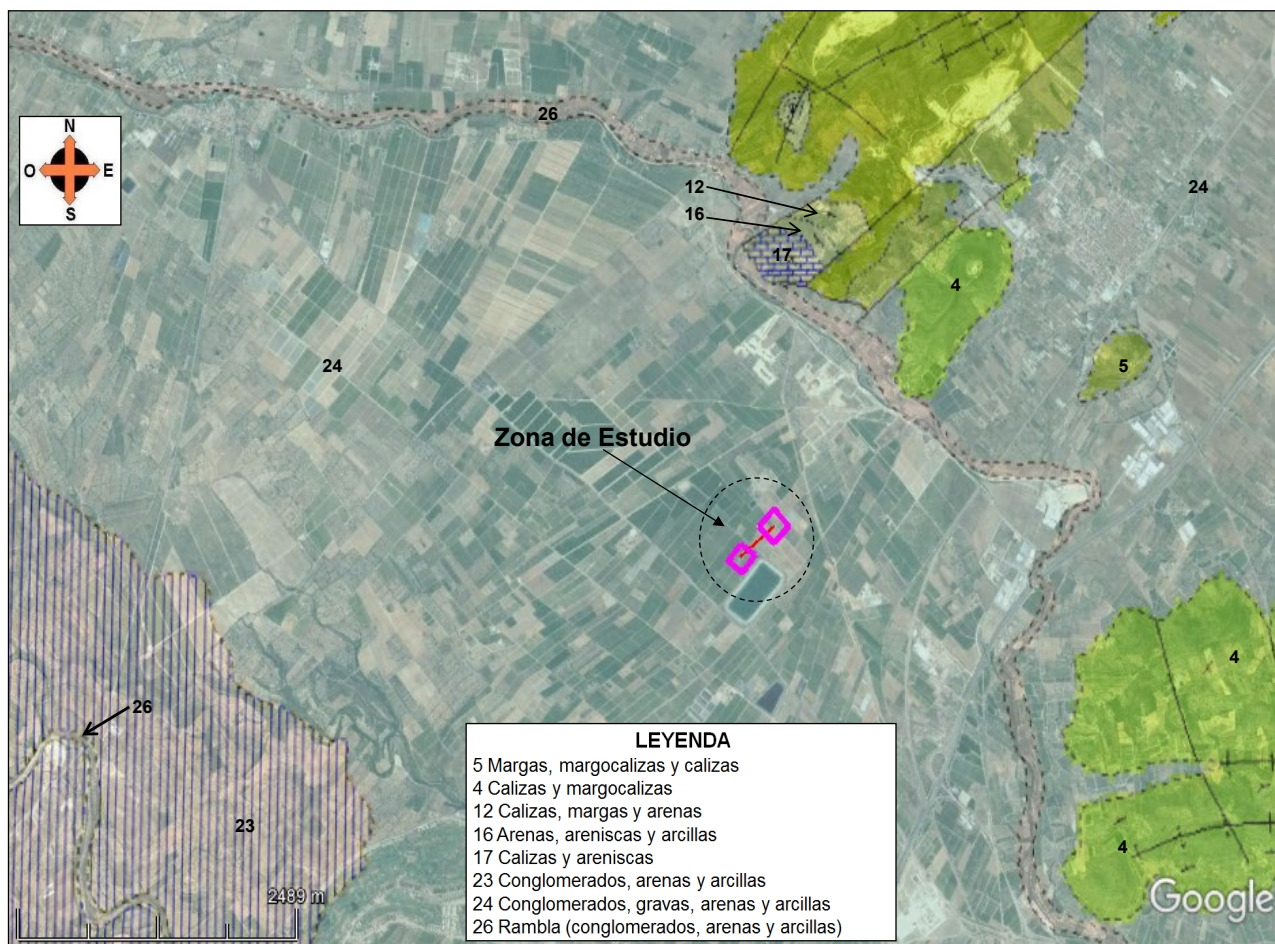 26
N
O E
S
12
16
17
24
4
5
24
Zona de Estudio
4
26
23
4
2489 m
LEYENDA
5 Margas, margocalizas y calizas
4 Calizas y margocalizas
12 Calizas, margas y arenas
16 Arenas, areniscas y arcillas
17 Calizas y areniscas
23 Conglomerados, arenas y arcillas
24 Conglomerados, gravas, arenas y arcillas
26 Rambla (conglomerados, arenas y arcillas)
Google